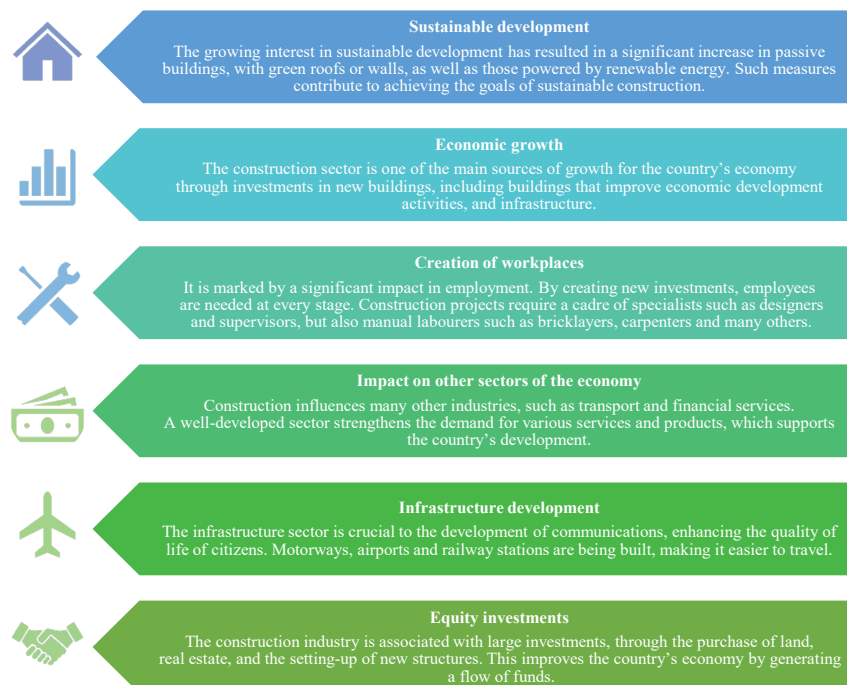 Sustainable development
The growing interest in sustainable development has resulted in a significant increase in passive
buildings, with green roofs or walls, as well as those powered by renewable energy. Such measures
contribute to achieving the goals of sustainable construction.
Economic growth
The construction sector is one of the main sources of growth for the country's economy
through investments in new buildings, including buildings that improve economic development
activities, and infrastructure.
Creation of workplaces
It is marked by a significant impact in employment. By creating new investments, employees
are needed at every stage. Construction projects require a cadre of specialists such as designers
and supervisors, but also manual labourers such as bricklayers, carpenters and many others.
Impact on other sectors of the economy
Construction influences many other industries, such as transport and financial services.
A well-developed sector strengthens the demand for various services and products, which supports
the country's development.
Infrastructure development
The infrastructure sector is crucial to the development of communications, enhancing the quality of
life of citizens. Motorways, airports and railway stations are being built, making it easier to travel.
Equity investments
The construction industry is associated with large investments, through the purchase of land,
real estate, and the setting-up of new structures. This improves the country's economy by generating
a flow of funds.